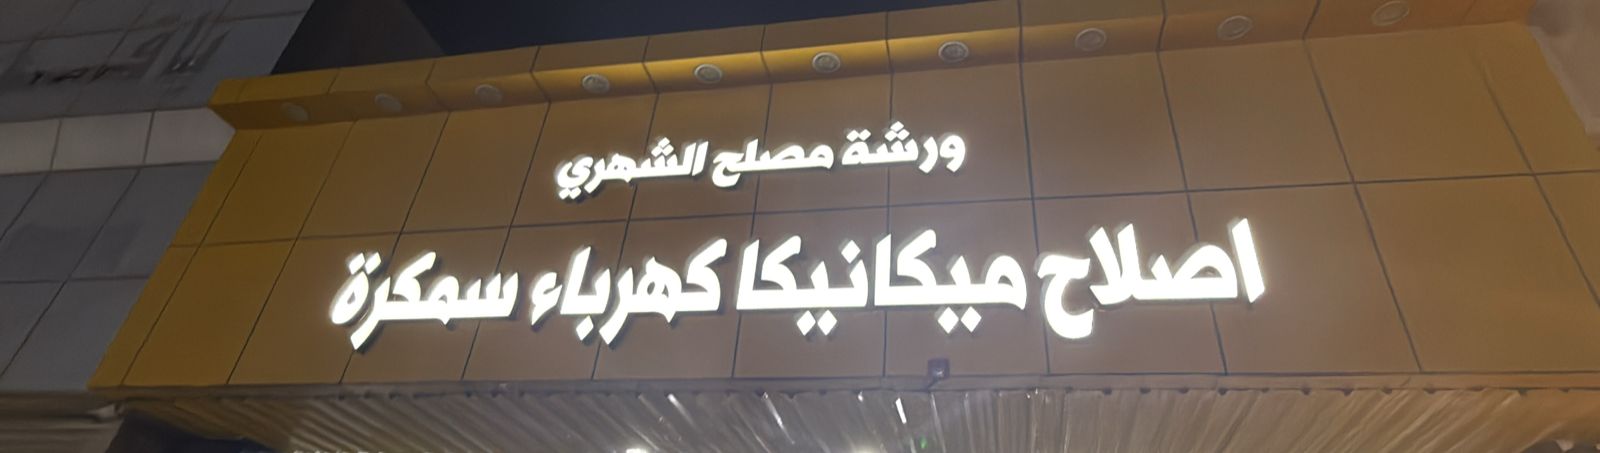 ورشة مصلح الشهري
اصلاح ميكانيكا كهرباء سمكرة